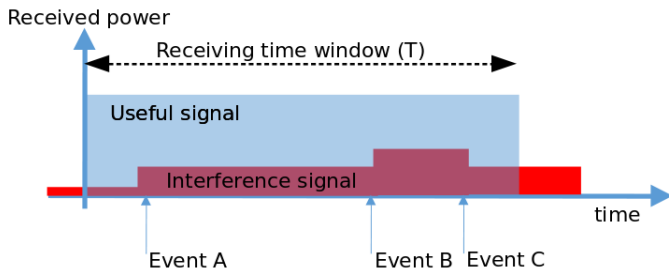 Received power
Receiving time window (T)
Useful signal
Interference signal
time
Event A
Event B
Event C